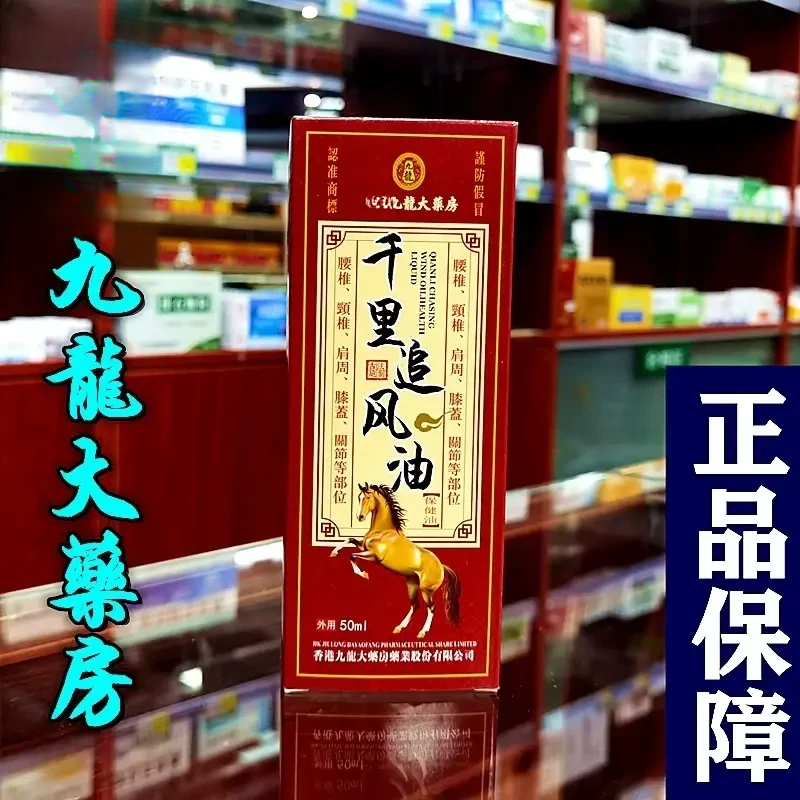 九龍大藥房
正品保障
認准商標
謹防假冒
九龍
九龍大藥房
千里追风油
QIANLI CHASING
WIND OIL HEALTH
LIQUID
腰椎、頸椎、肩周、膝蓋、關節等部位
腰椎、頸椎、肩周、膝蓋、關節等部位
【保健油】
外用 50ml
HK JIULONG DAYAOFANG PHARMACEUTICAL SHARE LIMITED
香港九龍大藥房藥業股份有限公司